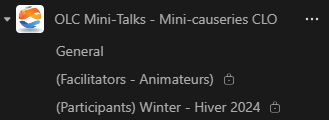 OLC Mini-Talks - Mini-causeries CLO
General
(Facilitators - Animateurs)
(Participants) Winter - Hiver 2024